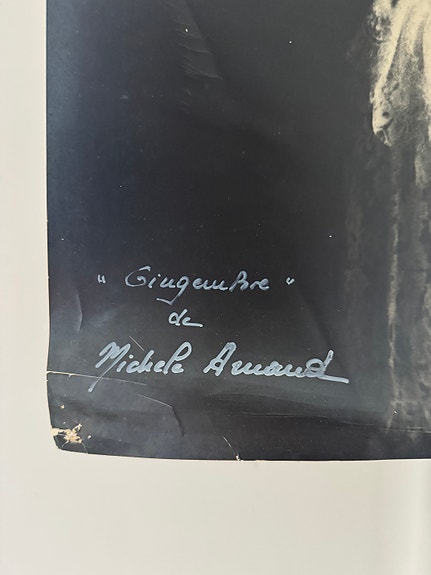 " Gingembre "
de
Michele Arnaud